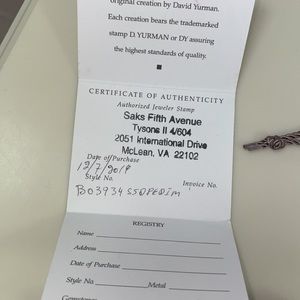 original creation by David Yurman.
Each creation bears the trademarked
stamp D. YURMAN or DY assuring
the highest standards of quality.
CERTIFICATE OF AUTHENTICITY
Authorized Jeweler Stamp
Saks Fifth Avenue
Tysons II 4/604
2051 International Drive
McLean, VA 22102
Date of Purchase
Style No.
Invoice No.
REGISTRY
Name
Address
Date of Purchase
Style No.
Metal
Gemstones